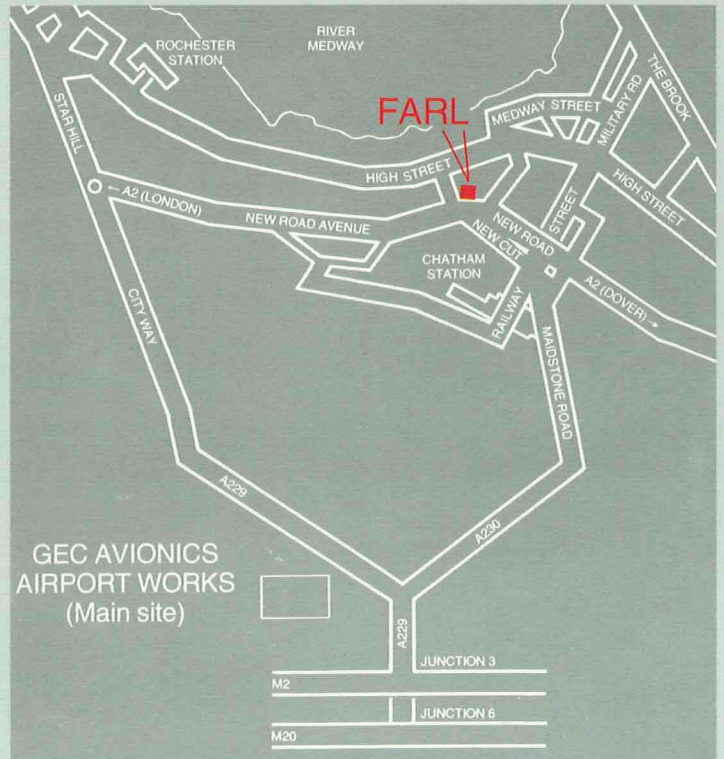 RIVER
MEDWAY
ROCHESTER
STATION
FARL
MEDWAY STREET
MILITARY RD
THE BROOK
STAR HILL
HIGH STREET
HIGH STREET
← A2 (LONDON)
NEW ROAD AVENUE
NEW ROAD
NEW CUT
STREET
CHATHAM
STATION
RAILWAY
A2 (DOVER) →
CITY WAY
MAIDSTONE ROAD
A229
A230
GEC AVIONICS
AIRPORT WORKS
(Main site)
A229
JUNCTION 3
M2
JUNCTION 6
M20